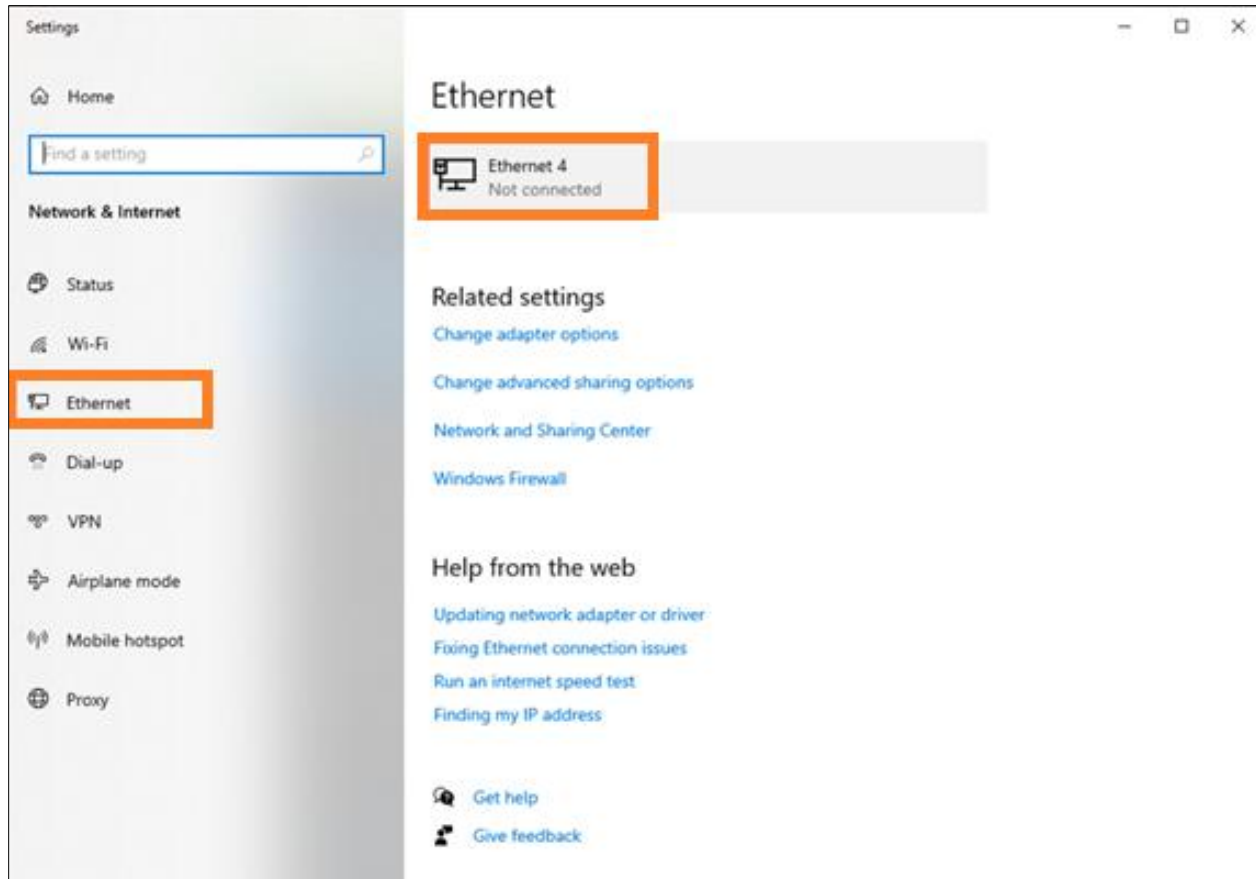 Settings
Home
Find a setting
Network & Internet
Status
Wi-Fi
Ethernet
Dial-up
VPN
Airplane mode
Mobile hotspot
Proxy
Ethernet
Ethernet 4
Not connected
Related settings
Change adapter options
Change advanced sharing options
Network and Sharing Center
Windows Firewall
Help from the web
Updating network adapter or driver
Fixing Ethernet connection issues
Run an internet speed test
Finding my IP address
Get help
Give feedback